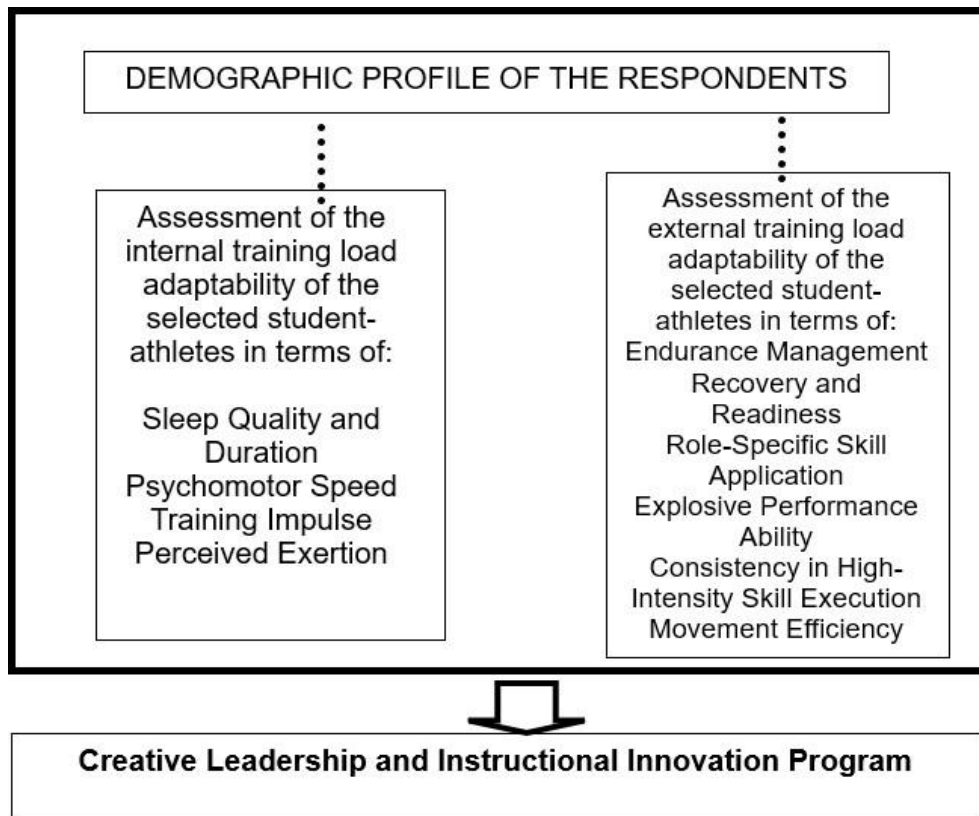 DEMOGRAPHIC PROFILE OF THE RESPONDENTS
Assessment of the
internal training load
adaptability of the
selected student-
athletes in terms of:
Sleep Quality and
Duration
Psychomotor Speed
Training Impulse
Perceived Exertion
Assessment of the
external training load
adaptability of the
selected student-
athletes in terms of:
Endurance Management
Recovery and
Readiness
Role-Specific Skill
Application
Explosive Performance
Ability
Consistency in High-
Intensity Skill Execution
Movement Efficiency
Creative Leadership and Instructional Innovation Program